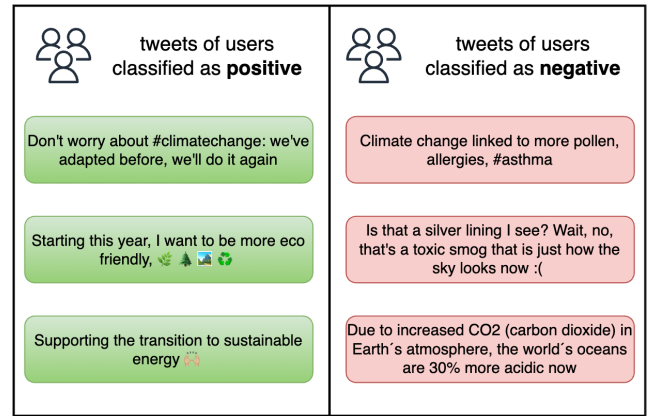 tweets of users
classified as positive
tweets of users
classified as negative
Don't worry about #climatechange: we've
adapted before, we'll do it again
Climate change linked to more pollen,
allergies, #asthma
Starting this year, I want to be more eco
friendly, 🌿 🌲 🏞️ ♻️
Is that a silver lining I see? Wait, no,
that's a toxic smog that is just how the
sky looks now :(
Supporting the transition to sustainable
energy 🙌🏻
Due to increased CO2 (carbon dioxide) in
Earth´s atmosphere, the world´s oceans
are 30% more acidic now